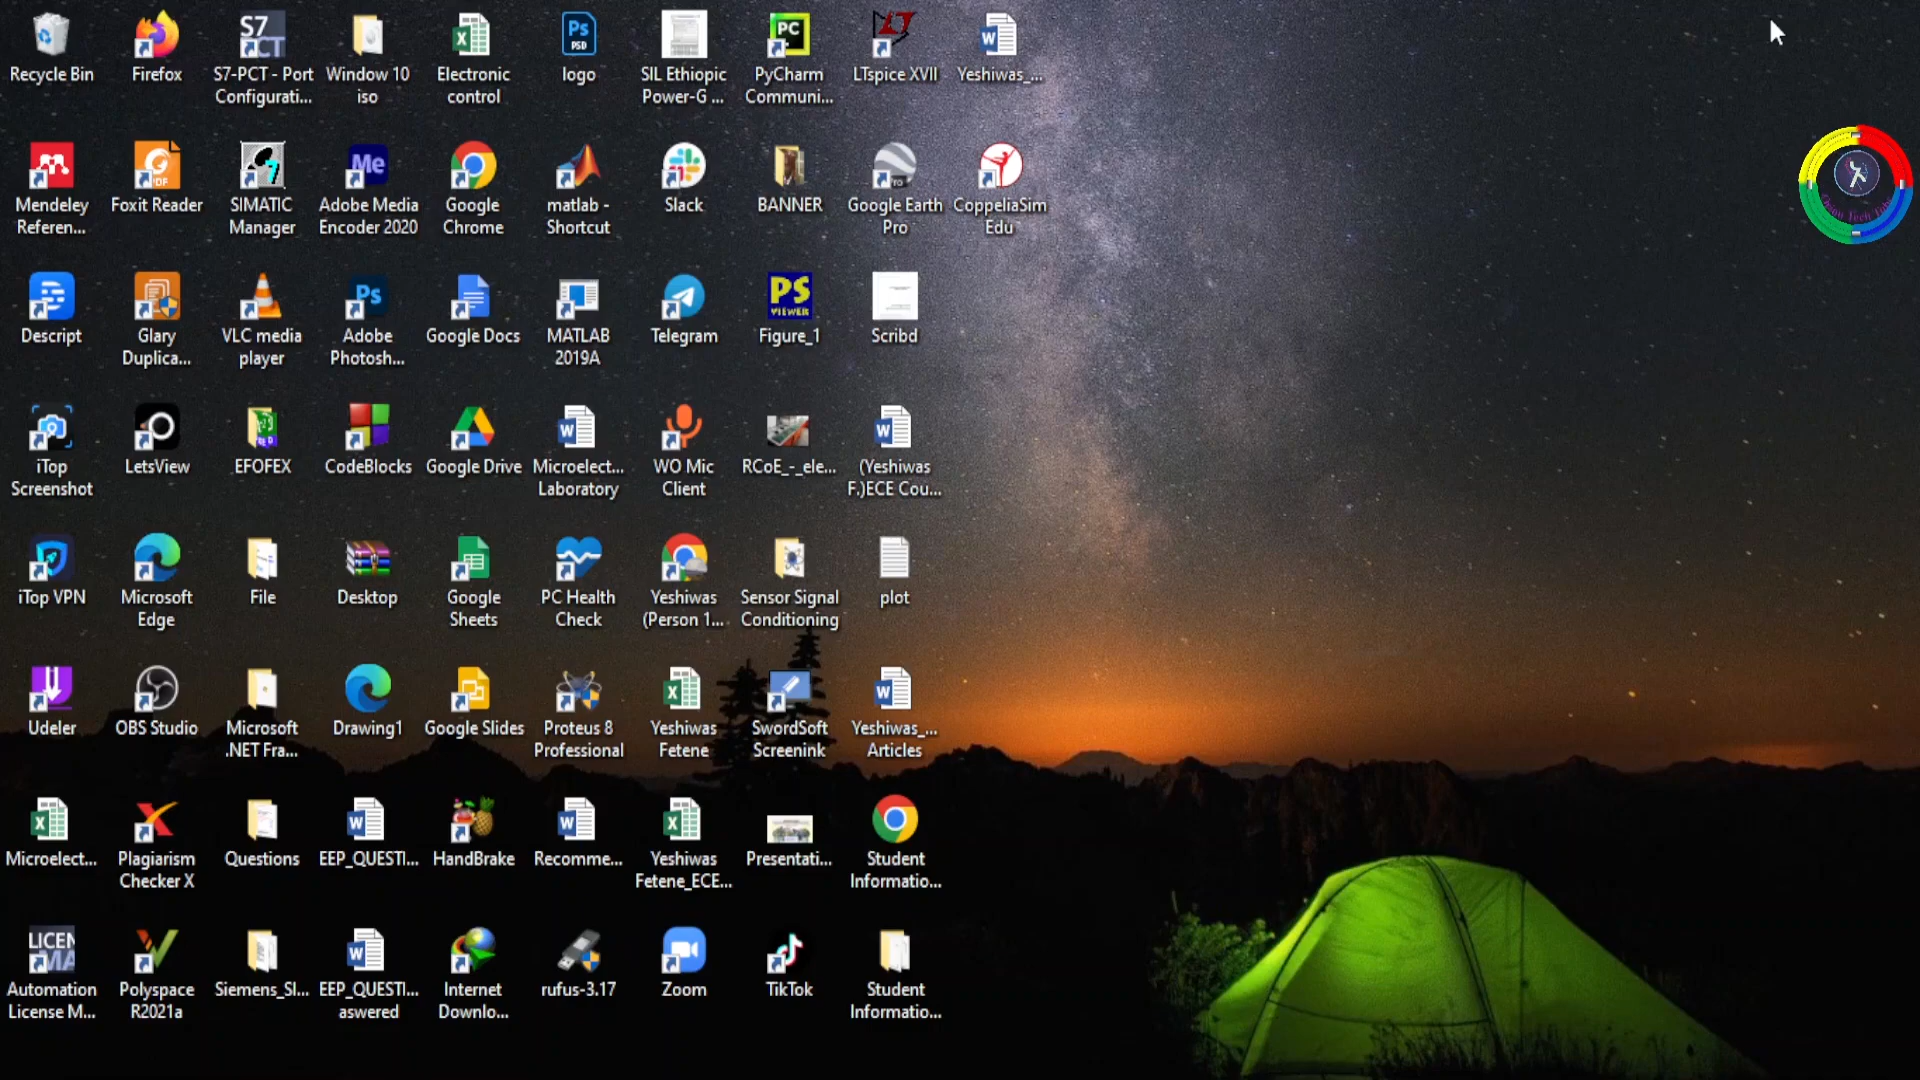 Recycle Bin
Firefox
S7-PCT - Port
Configurati...
Window 10
iso
Electronic
control
logo
SIL Ethiopic
Power-G ...
PyCharm
Communi...
LTspice XVII
Yeshiwas_...
Mendeley
Referen...
Foxit Reader
SIMATIC
Manager
Adobe Media
Encoder 2020
Google
Chrome
matlab -
Shortcut
Slack
BANNER
Google Earth
Pro
CoppeliaSim
Edu
Descript
Glary
Duplica...
VLC media
player
Adobe
Photosh...
Google Docs
MATLAB
2019A
Telegram
Figure_1
Scribd
iTop
Screenshot
LetsView
EFOFEX
CodeBlocks
Google Drive
Microelect...
Laboratory
WO Mic
Client
RCoE_-_ele...
(Yeshiwas
F.)ECE Cou...
iTop VPN
Microsoft
Edge
File
Desktop
Google
Sheets
PC Health
Check
Yeshiwas
(Person 1...
Sensor Signal
Conditioning
plot
Udeler
OBS Studio
Microsoft
.NET Fra...
Drawing1
Google Slides
Proteus 8
Professional
Yeshiwas
Fetene
SwordSoft
Screenink
Yeshiwas_...
Articles
Microelect...
Plagiarism
Checker X
Questions
EEP_QUESTI...
HandBrake
Recomme...
Yeshiwas
Fetene_ECE...
Presentati...
Student
Informatio...
Automation
License M...
Polyspace
R2021a
Siemens_SI...
EEP_QUESTI...
aswered
Internet
Downlo...
rufus-3.17
Zoom
TikTok
Student
Informatio...